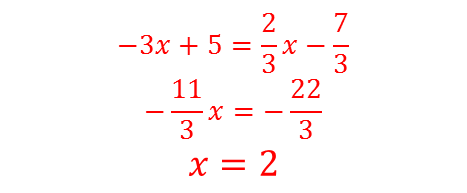 −3x + 5 = 2/3 x − 7/3
− 11/3 x = − 22/3
x = 2